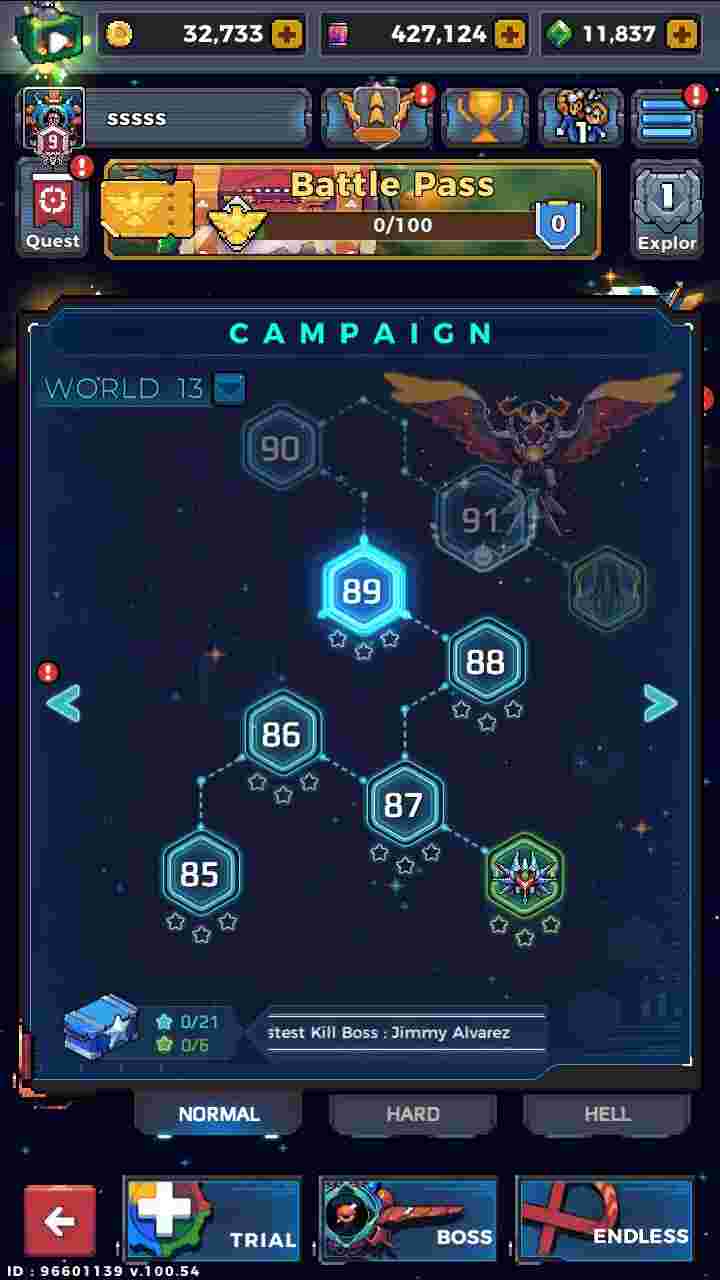 32,733
427,124
11,837
9
sssss
1
Quest
Battle Pass
0/100
0
1
Explor
CAMPAIGN
WORLD 13
90
91
89
88
86
87
85
0/21
0/6
stest Kill Boss : Jimmy Alvarez
NORMAL
HARD
HELL
TRIAL
BOSS
ENDLESS
ID : 96601139 v.100.54